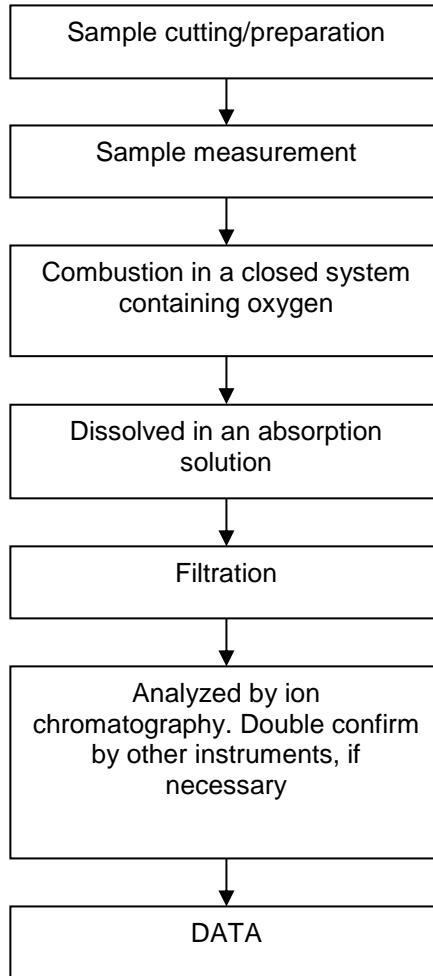 Sample cutting/preparation
Sample measurement
Combustion in a closed system
containing oxygen
Dissolved in an absorption
solution
Filtration
Analyzed by ion
chromatography. Double confirm
by other instruments, if
necessary
DATA